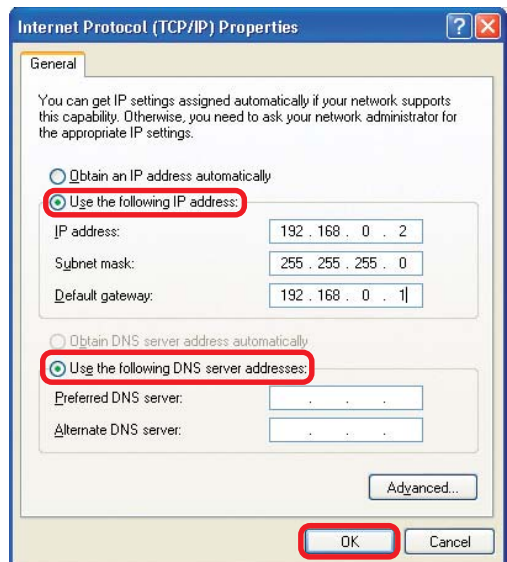 Internet Protocol (TCP/IP) Properties
General
You can get IP settings assigned automatically if your network supports
this capability. Otherwise, you need to ask your network administrator for
the appropriate IP settings.
Obtain an IP address automatically
Use the following IP address:
IP address: 192 . 168 . 0 . 2
Subnet mask: 255 . 255 . 255 . 0
Default gateway: 192 . 168 . 0 . 1
Obtain DNS server address automatically
Use the following DNS server addresses:
Preferred DNS server: . . .
Alternate DNS server: . . .
Advanced...
OK Cancel